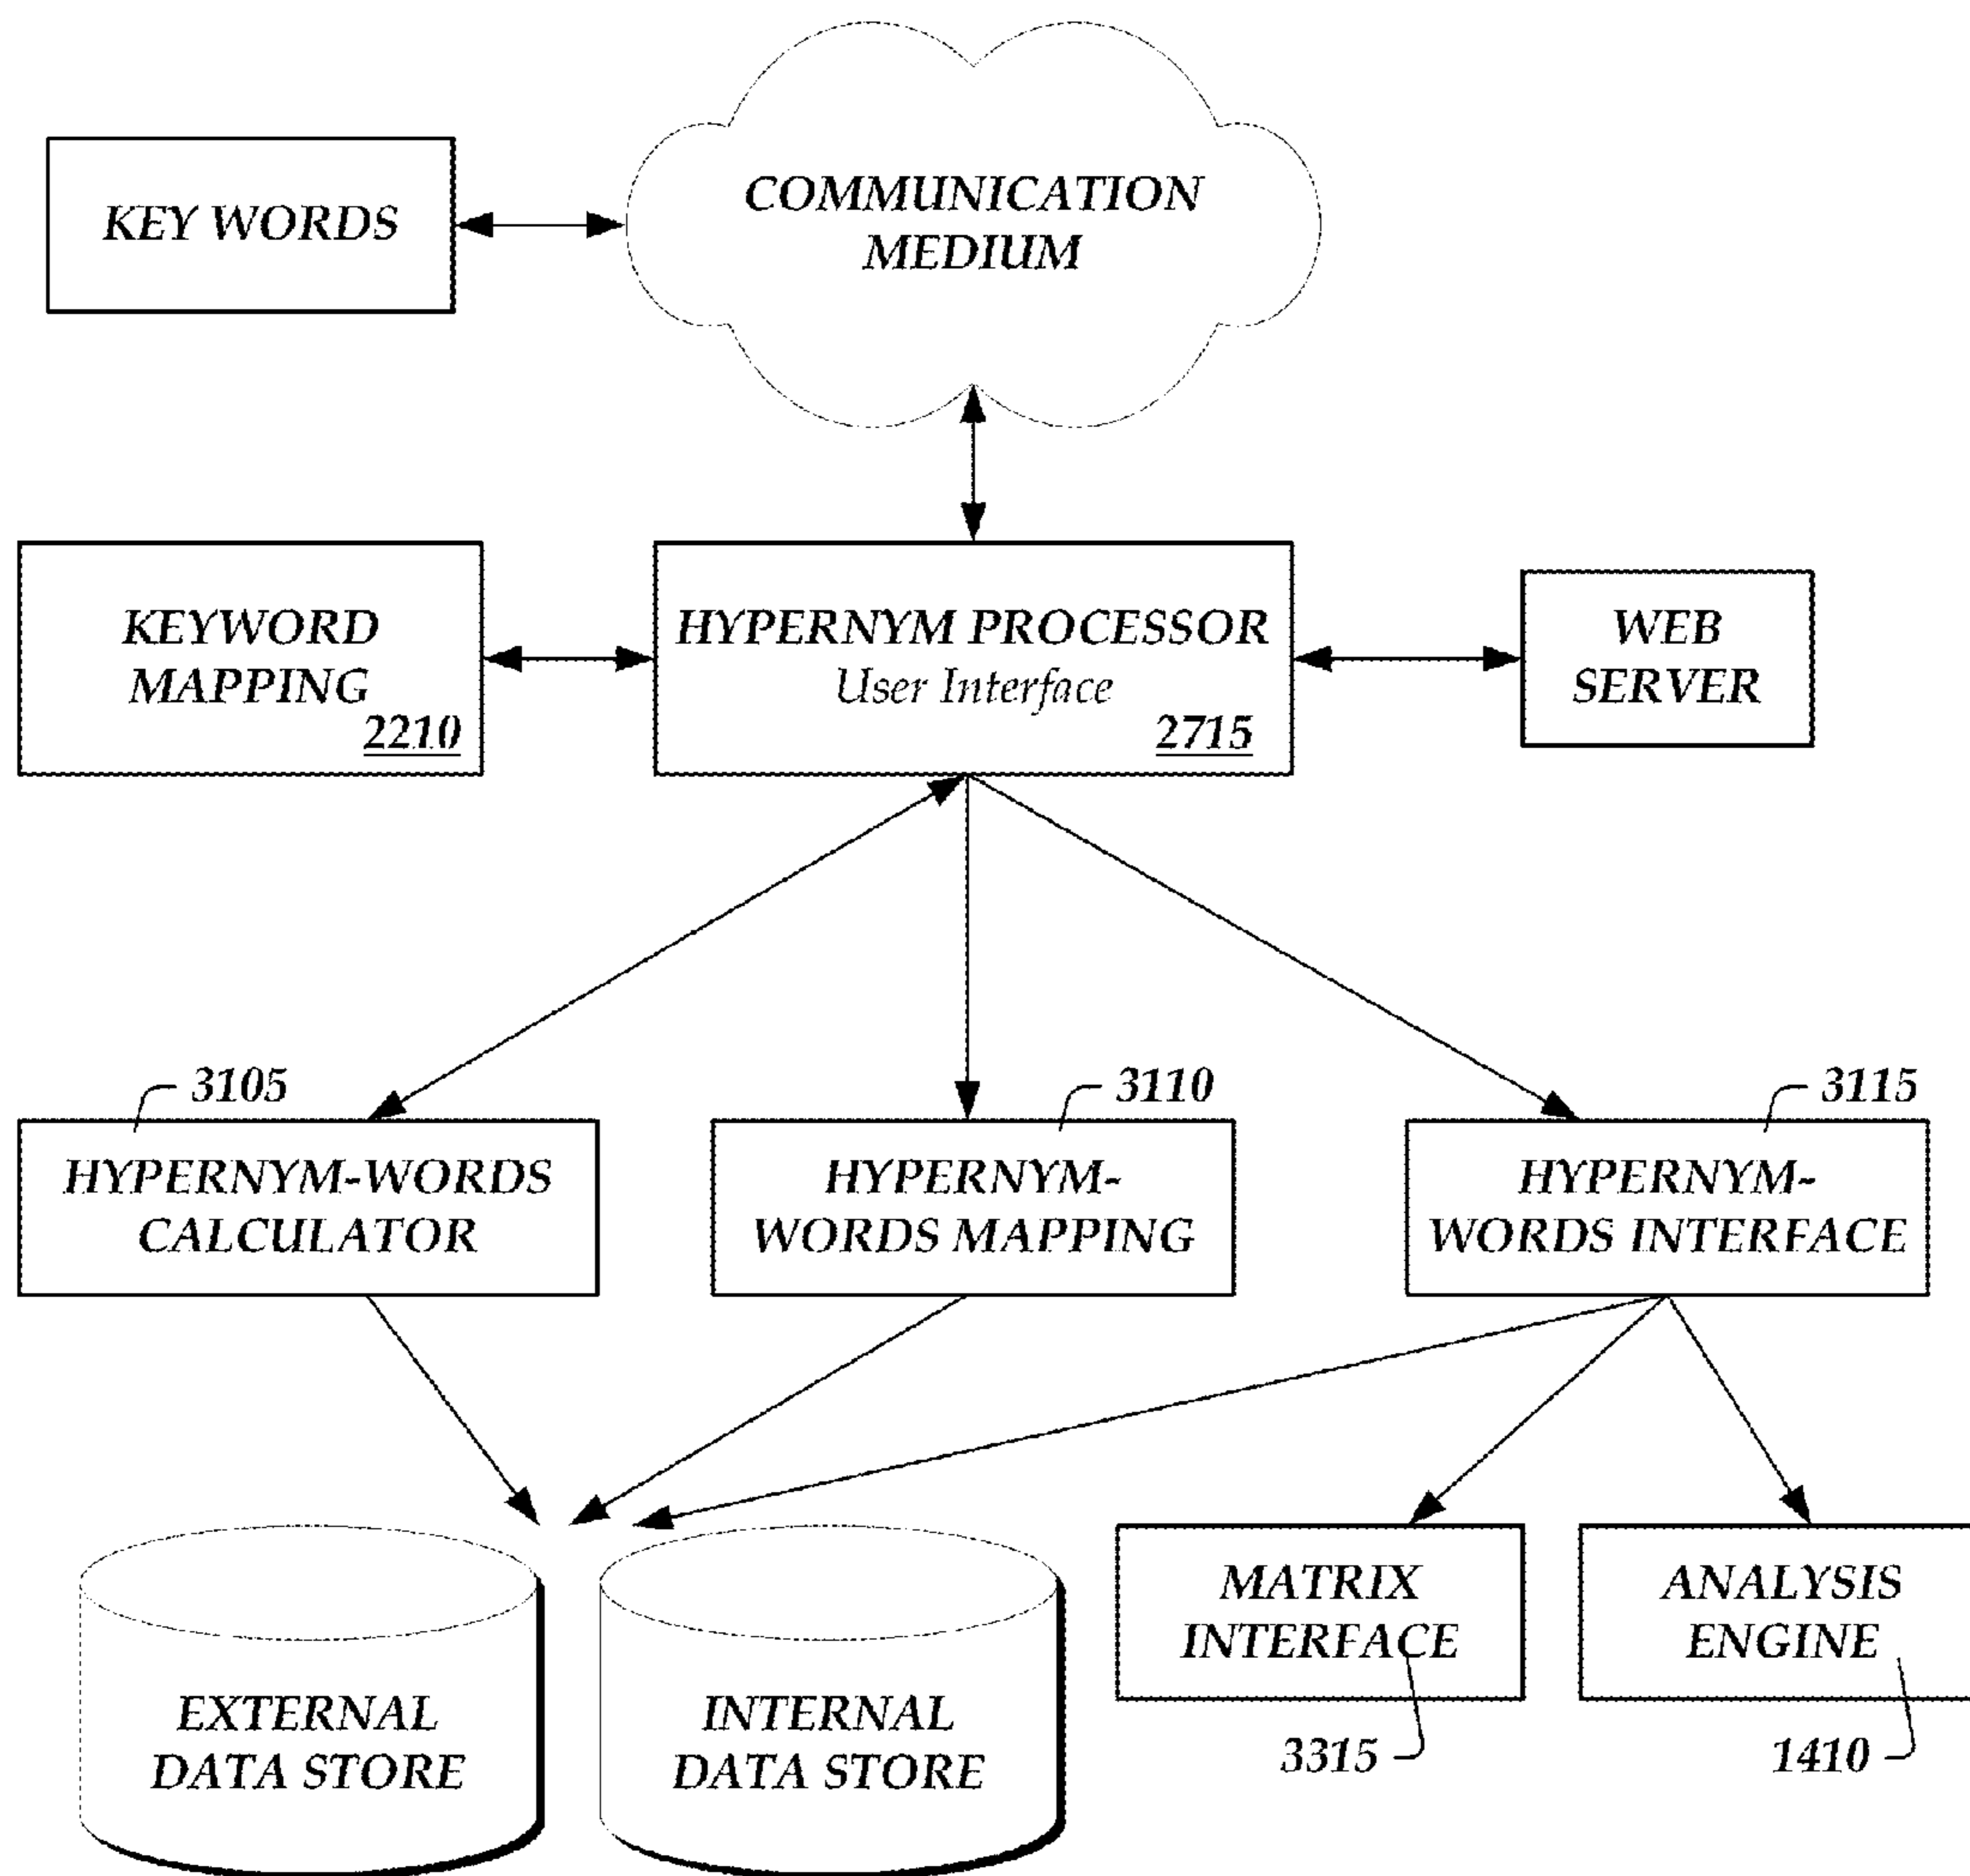 KEY WORDS
COMMUNICATION
MEDIUM
KEYWORD
MAPPING
2210
HYPERNYM PROCESSOR
User Interface
2715
WEB
SERVER
3105
HYPERNYM-WORDS
CALCULATOR
3110
HYPERNYM-
WORDS MAPPING
3115
HYPERNYM-
WORDS INTERFACE
EXTERNAL
DATA STORE
INTERNAL
DATA STORE
MATRIX
INTERFACE
3315
ANALYSIS
ENGINE
1410